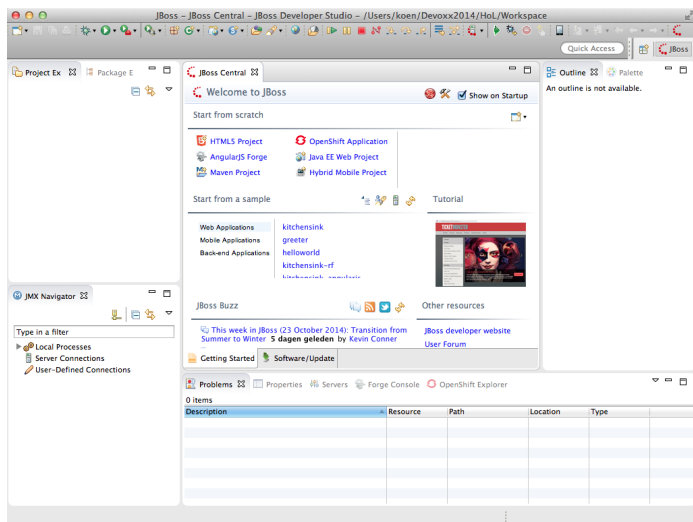 JBoss - JBoss Central - JBoss Developer Studio - /Users/koen/Devoxx2014/HoL/Workspace
Quick Access
JBoss
Project Ex
Package E
JBoss Central
Outline
Palette
An outline is not available.
Welcome to JBoss
Show on Startup
Start from scratch
HTML5 Project
OpenShift Application
AngularJS Forge
Java EE Web Project
Maven Project
Hybrid Mobile Project
Start from a sample
Tutorial
Web Applications
kitchensink
Mobile Applications
greeter
Back-end Applications
helloworld
kitchensink-rf
kitchensink-angularjs
TICKETMONSTER
JMX Navigator
Type in a filter
Local Processes
Server Connections
User-Defined Connections
JBoss Buzz
Other resources
This week in JBoss (23 October 2014): Transition from
Summer to Winter 5 dagen geleden by Kevin Conner
JBoss developer website
User Forum
Getting Started
Software/Update
Problems
Properties
Servers
Forge Console
OpenShift Explorer
0 items
Description
Resource
Path
Location
Type